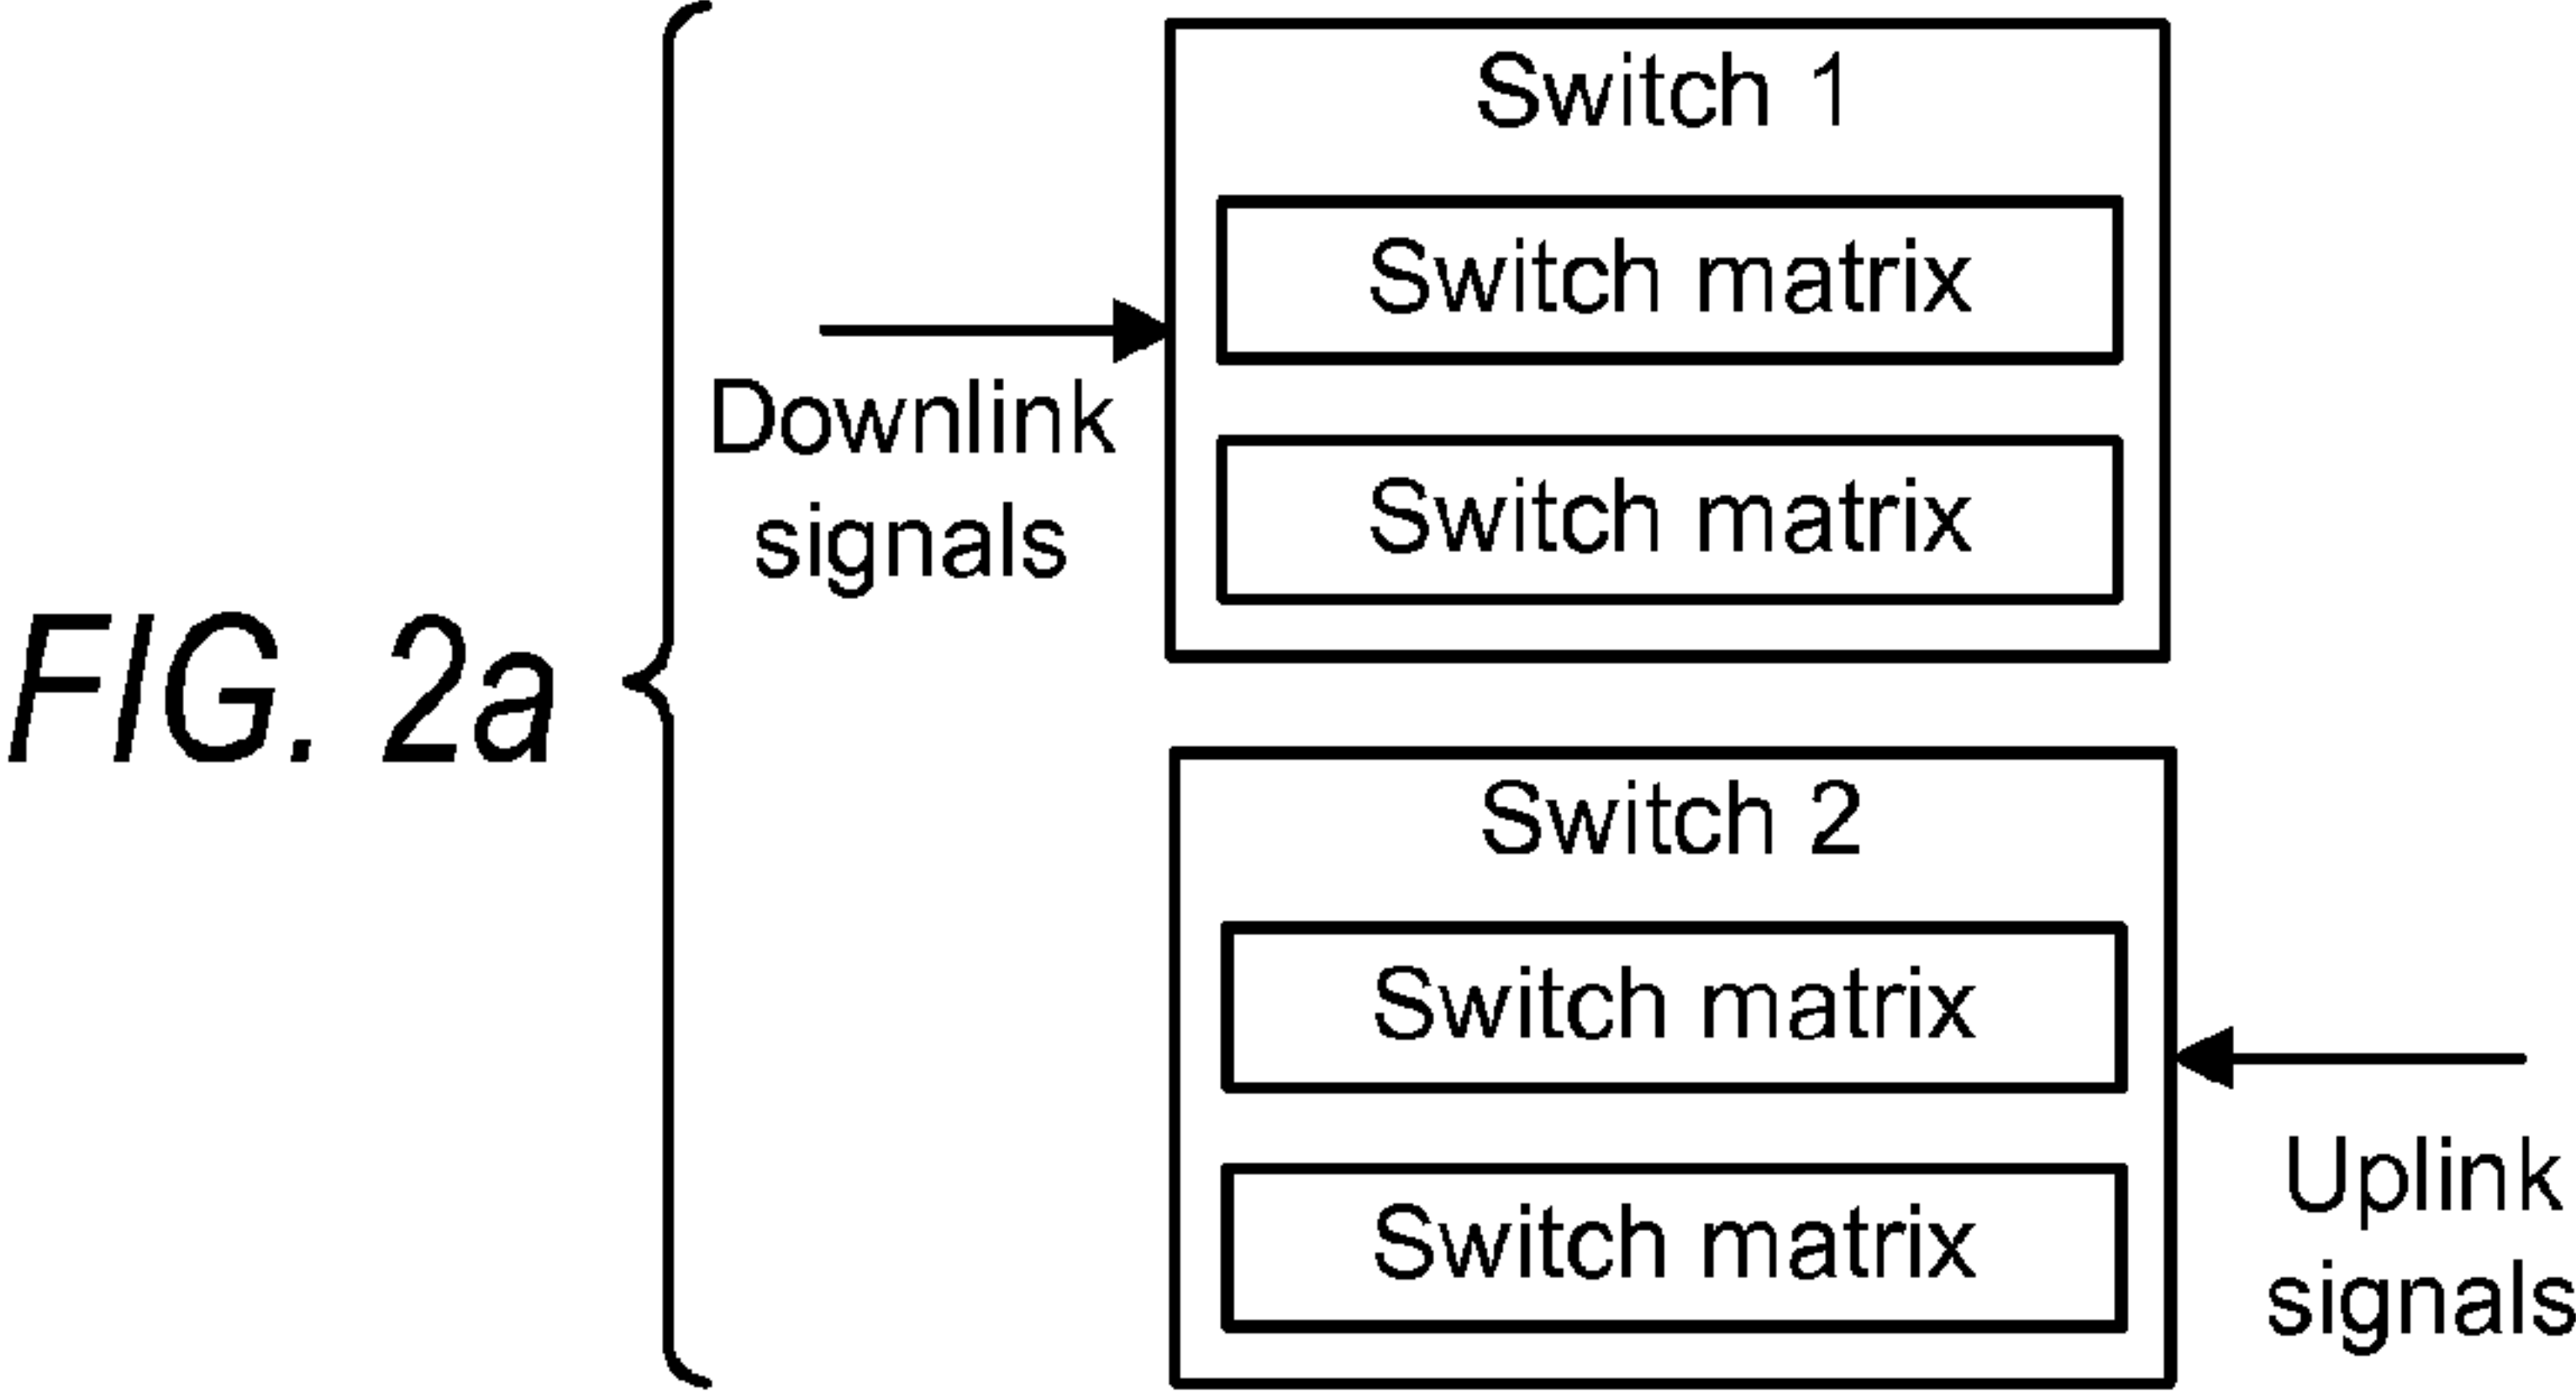 FIG. 2a
Downlink
signals
Switch 1
Switch matrix
Switch matrix
Switch 2
Switch matrix
Switch matrix
Uplink
signals